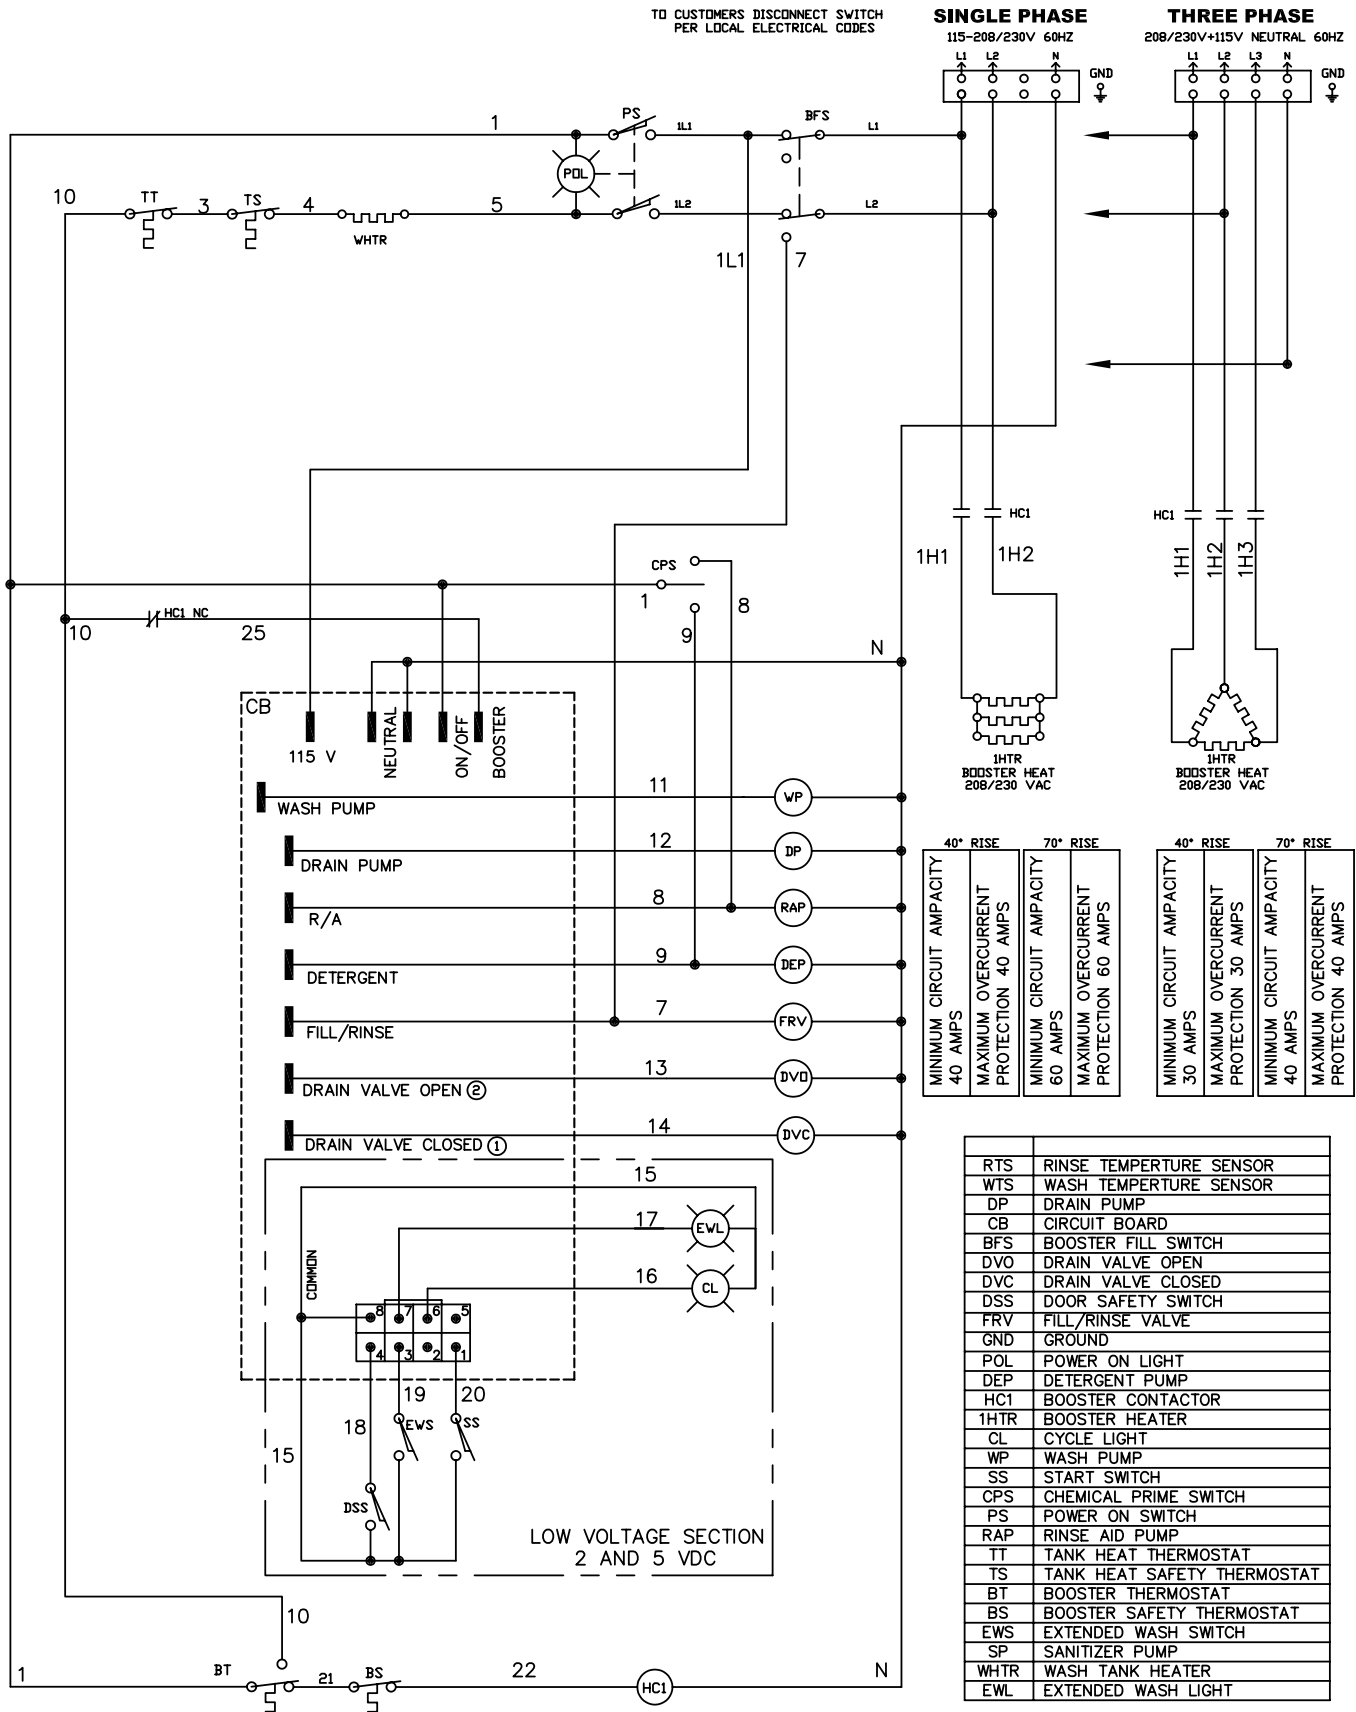 TO CUSTOMERS DISCONNECT SWITCH
PER LOCAL ELECTRICAL CODES
SINGLE PHASE
115-208/230V 60HZ
L1 L2 N
GND
THREE PHASE
208/230V+115V NEUTRAL 60HZ
L1 L2 L3 N
GND
1 PS 1L1 BFS L1
POL
10 TT 3 TS 4 WHTR 5 1L2 L2
1L1 7
HC1
HC1
1H1 1H2
1H1 1H2 1H3
CPS
1 8
9
10 HC1 NC 25
N
CB
115 V
NEUTRAL
ON/OFF
BOOSTER
1HTR
BOOSTER HEAT
208/230 VAC
1HTR
BOOSTER HEAT
208/230 VAC
WASH PUMP 11 WP
DRAIN PUMP 12 DP
R/A 8 RAP
DETERGENT 9 DEP
FILL/RINSE 7 FRV
DRAIN VALVE OPEN ② 13 DVO
DRAIN VALVE CLOSED ① 14 DVC
40° RISE
MINIMUM CIRCUIT AMPACITY
40 AMPS
MAXIMUM OVERCURRENT
PROTECTION 40 AMPS
70° RISE
MINIMUM CIRCUIT AMPACITY
60 AMPS
MAXIMUM OVERCURRENT
PROTECTION 60 AMPS
40° RISE
MINIMUM CIRCUIT AMPACITY
30 AMPS
MAXIMUM OVERCURRENT
PROTECTION 30 AMPS
70° RISE
MINIMUM CIRCUIT AMPACITY
40 AMPS
MAXIMUM OVERCURRENT
PROTECTION 40 AMPS
15
17 EWL
16 CL
COMMON
8 7 6 5
4 3 2 1
18 19 20
EWS SS
15
DSS
LOW VOLTAGE SECTION
2 AND 5 VDC
10
1 BT 21 BS 22 HC1 N
RTS RINSE TEMPERTURE SENSOR
WTS WASH TEMPERTURE SENSOR
DP DRAIN PUMP
CB CIRCUIT BOARD
BFS BOOSTER FILL SWITCH
DVO DRAIN VALVE OPEN
DVC DRAIN VALVE CLOSED
DSS DOOR SAFETY SWITCH
FRV FILL/RINSE VALVE
GND GROUND
POL POWER ON LIGHT
DEP DETERGENT PUMP
HC1 BOOSTER CONTACTOR
1HTR BOOSTER HEATER
CL CYCLE LIGHT
WP WASH PUMP
SS START SWITCH
CPS CHEMICAL PRIME SWITCH
PS POWER ON SWITCH
RAP RINSE AID PUMP
TT TANK HEAT THERMOSTAT
TS TANK HEAT SAFETY THERMOSTAT
BT BOOSTER THERMOSTAT
BS BOOSTER SAFETY THERMOSTAT
EWS EXTENDED WASH SWITCH
SP SANITIZER PUMP
WHTR WASH TANK HEATER
EWL EXTENDED WASH LIGHT